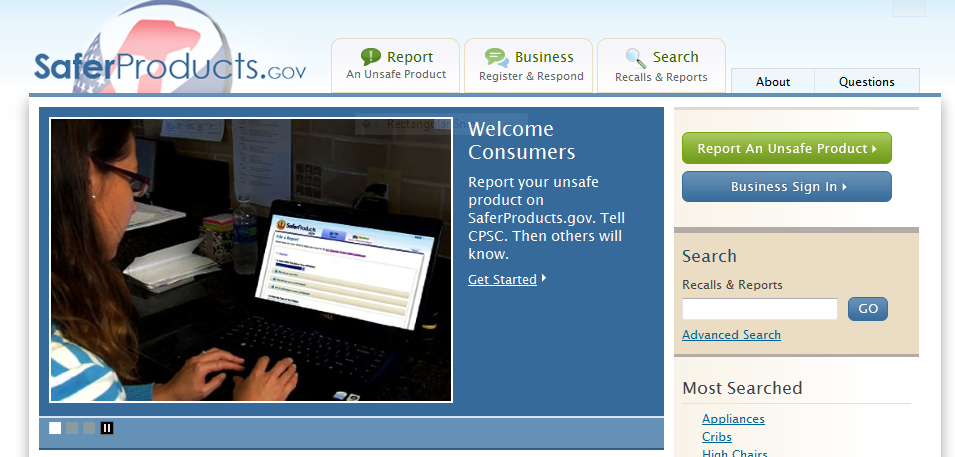 SaferProducts.GOV
Report
An Unsafe Product
Business
Register & Respond
Search
Recalls & Reports
About
Questions
Welcome
Consumers
Report your unsafe
product on
SaferProducts.gov. Tell
CPSC. Then others will
know.
Get Started
SaferProducts
DELL
Report An Unsafe Product
Business Sign In
Search
Recalls & Reports
GO
Advanced Search
Most Searched
Appliances
Cribs
High Chairs